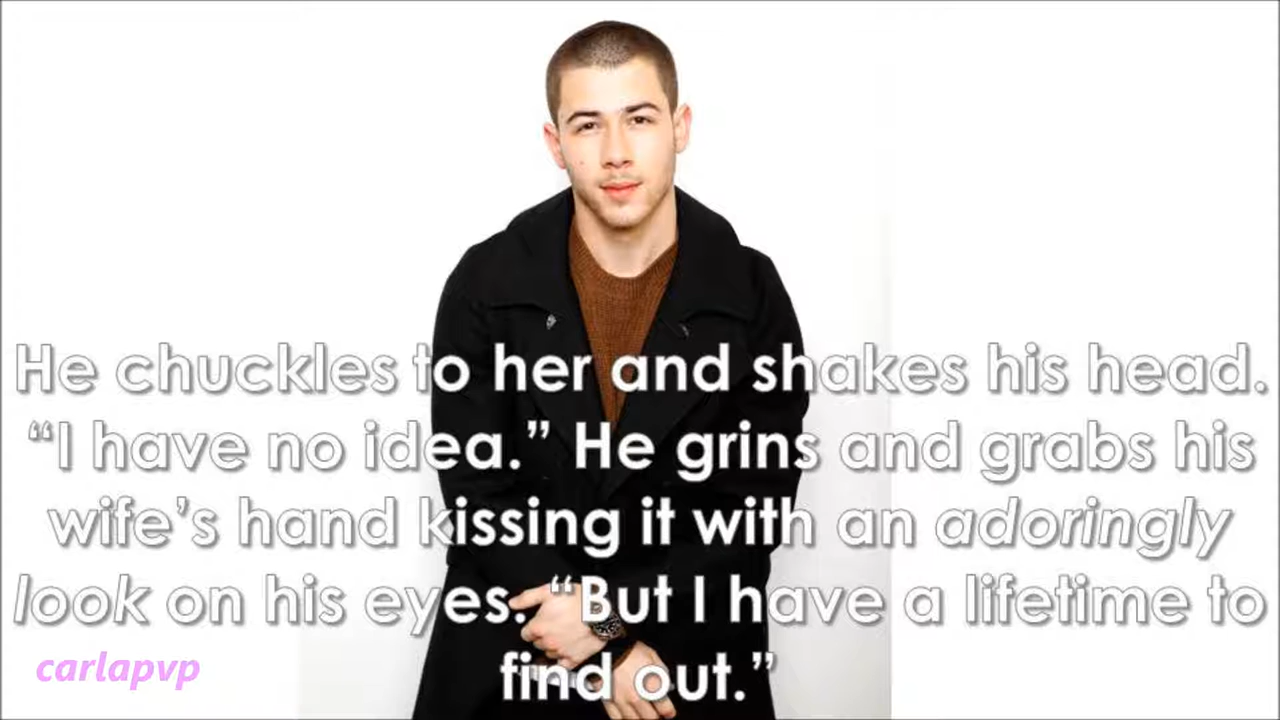 He chuckles to her and shakes his head.
“I have no idea.” He grins and grabs his
wife’s hand kissing it with an adoringly
look on his eyes. “But I have a lifetime to
find out.”
carlapvp